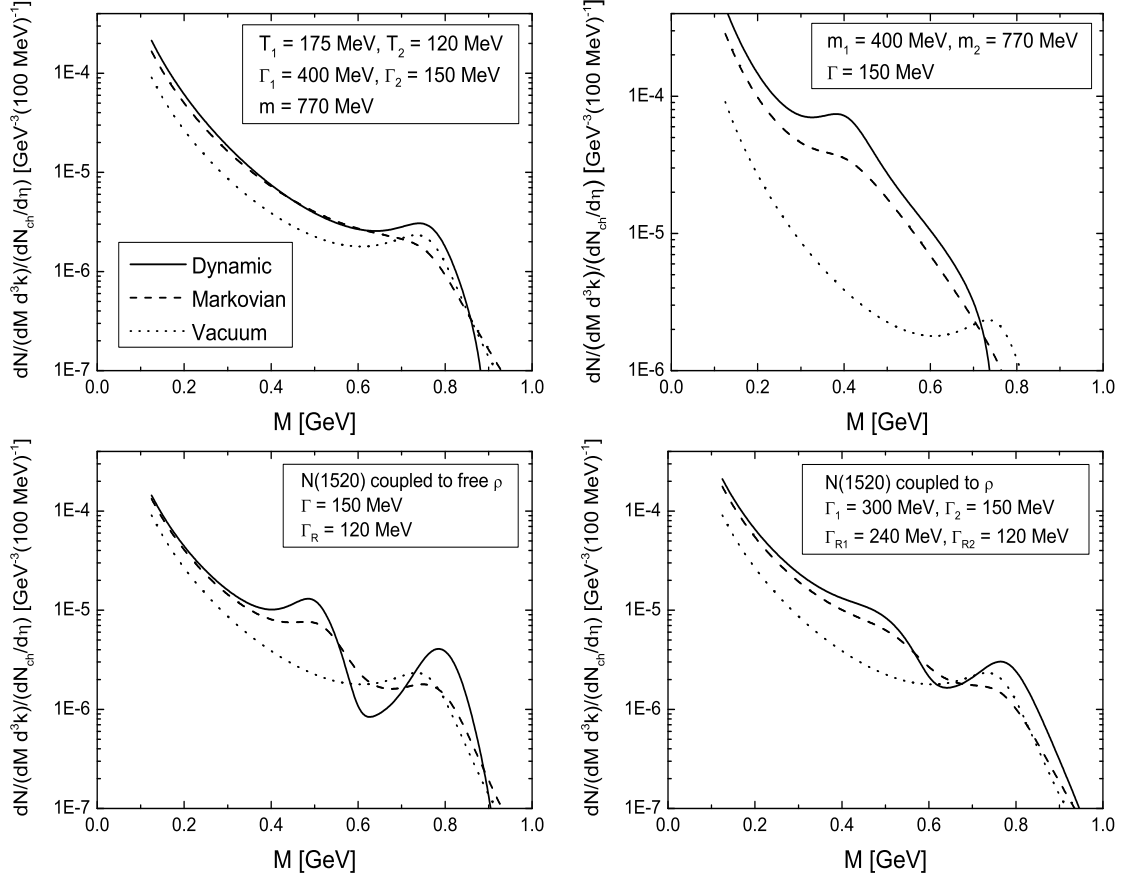 dN/(dM d³k)/(dN_ch/dη) [GeV⁻³(100 MeV)⁻¹]
1E-4
1E-5
1E-6
1E-7
T₁ = 175 MeV, T₂ = 120 MeV
Γ₁ = 400 MeV, Γ₂ = 150 MeV
m = 770 MeV
Dynamic
Markovian
Vacuum
0.0 0.2 0.4 0.6 0.8 1.0
M [GeV]
dN/(dM d³k)/(dN_ch/dη) [GeV⁻³(100 MeV)⁻¹]
1E-4
1E-5
1E-6
m₁ = 400 MeV, m₂ = 770 MeV
Γ = 150 MeV
0.0 0.2 0.4 0.6 0.8 1.0
M [GeV]
dN/(dM d³k)/(dN_ch/dη) [GeV⁻³(100 MeV)⁻¹]
1E-4
1E-5
1E-6
1E-7
N(1520) coupled to free ρ
Γ = 150 MeV
Γ_R = 120 MeV
0.0 0.2 0.4 0.6 0.8 1.0
M [GeV]
dN/(dM d³k)/(dN_ch/dη) [GeV⁻³(100 MeV)⁻¹]
1E-4
1E-5
1E-6
1E-7
N(1520) coupled to ρ
Γ₁ = 300 MeV, Γ₂ = 150 MeV
Γ_R1 = 240 MeV, Γ_R2 = 120 MeV
0.0 0.2 0.4 0.6 0.8 1.0
M [GeV]